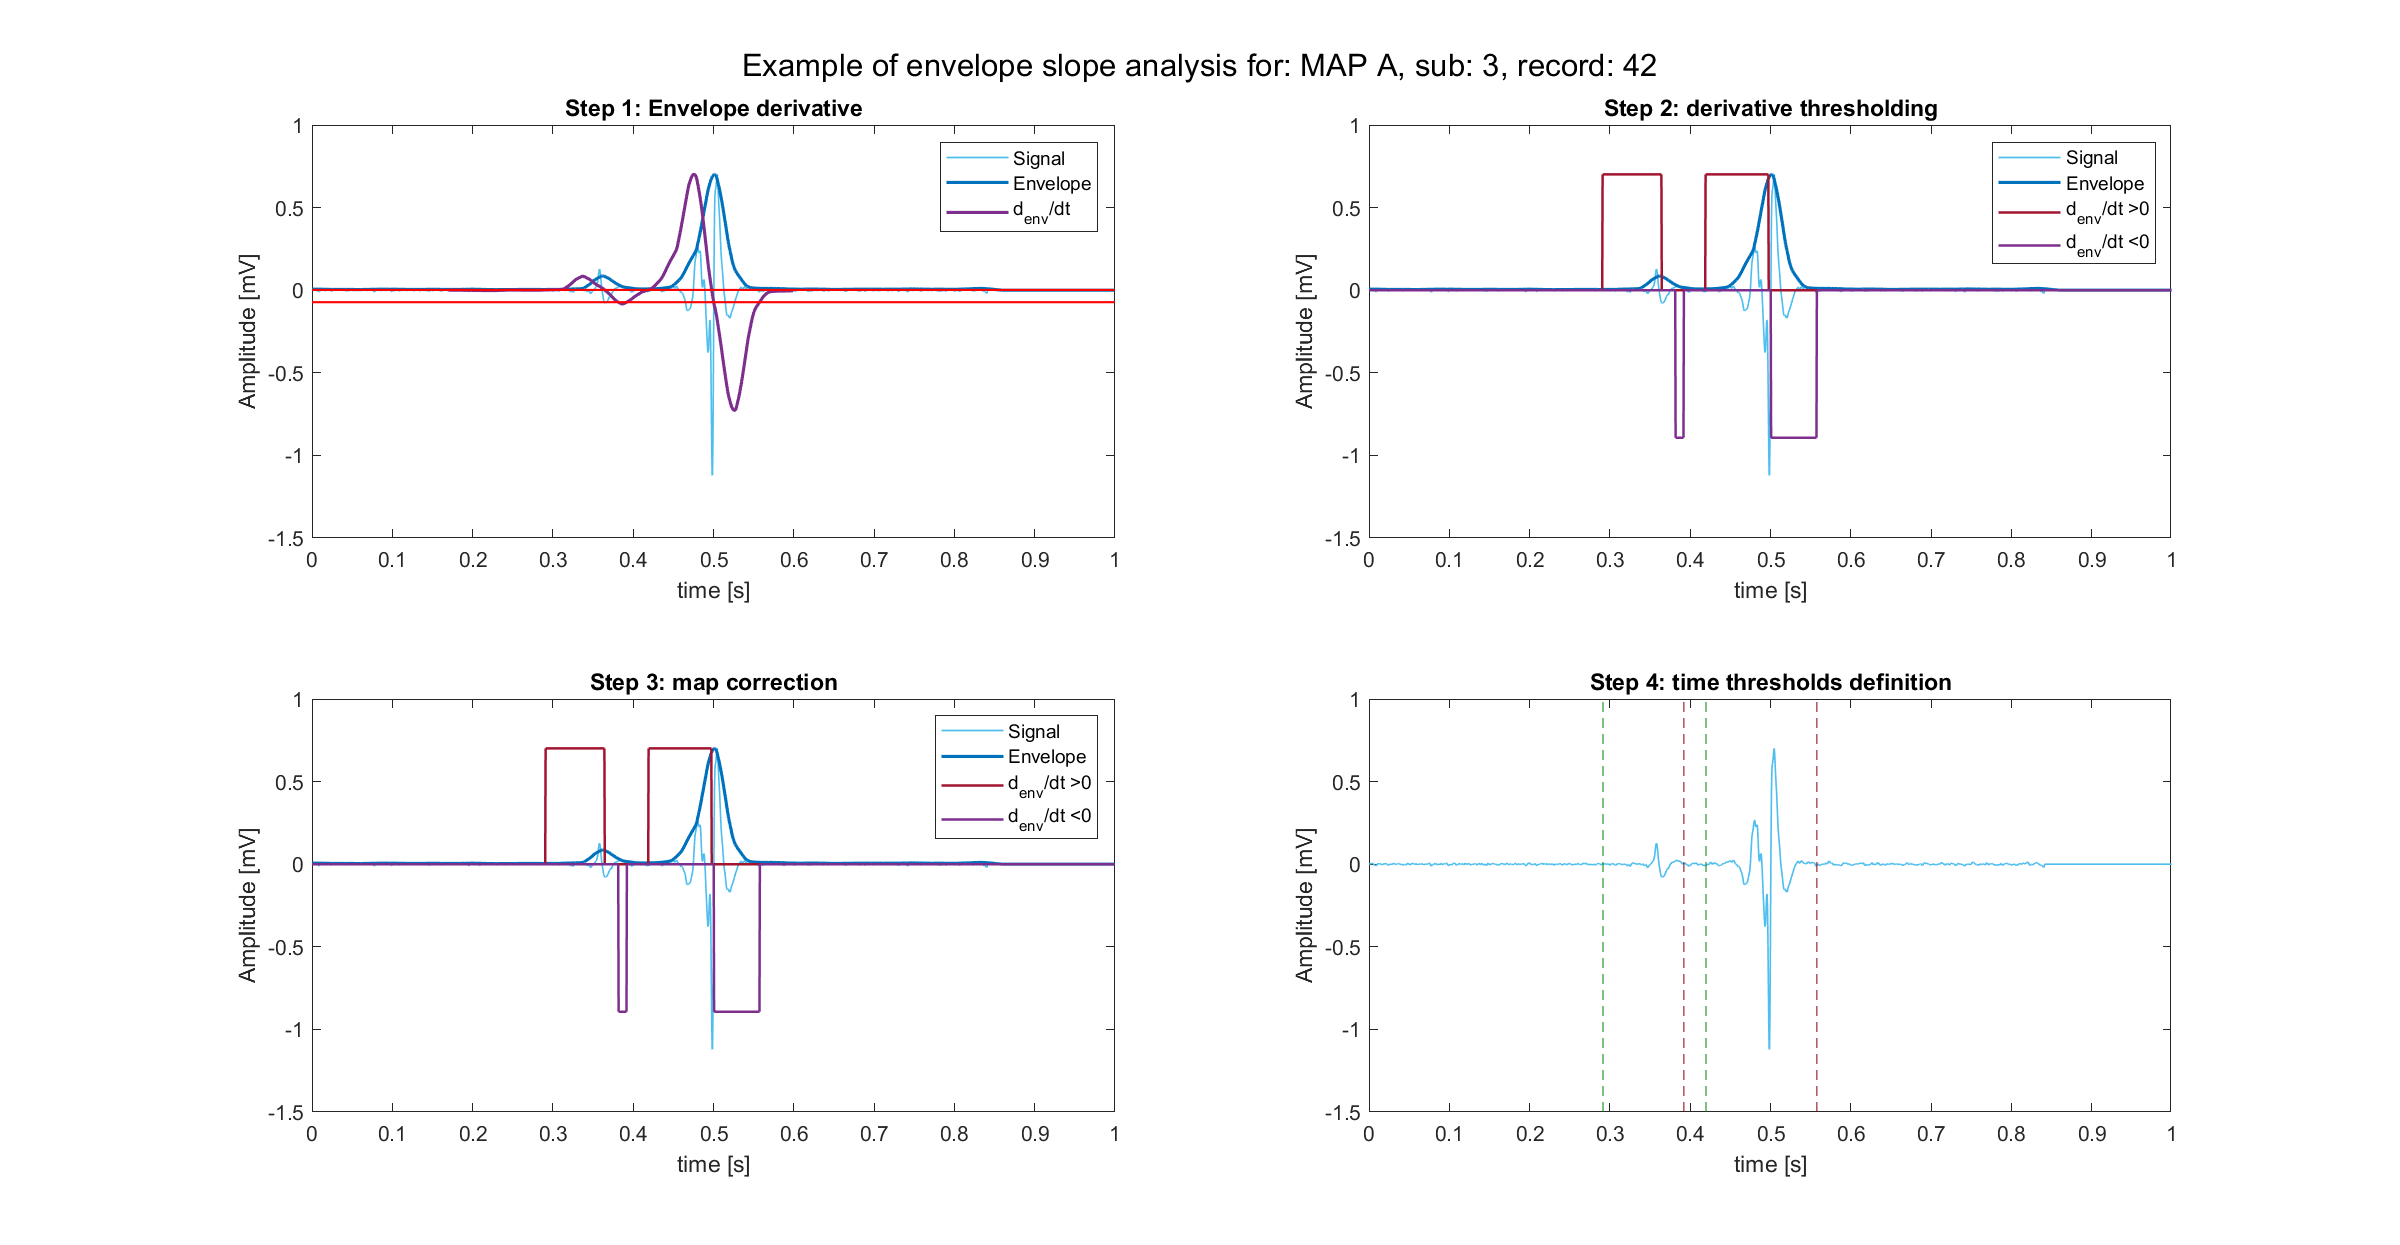 Example of envelope slope analysis for: MAP A, sub: 3, record: 42
Step 1: Envelope derivative
1
0.5
0
-0.5
-1
-1.5
Amplitude [mV]
Signal
Envelope
d_env/dt
0 0.1 0.2 0.3 0.4 0.5 0.6 0.7 0.8 0.9 1
time [s]
Step 2: derivative thresholding
1
0.5
0
-0.5
-1
-1.5
Amplitude [mV]
Signal
Envelope
d_env/dt >0
d_env/dt <0
0 0.1 0.2 0.3 0.4 0.5 0.6 0.7 0.8 0.9 1
time [s]
Step 3: map correction
1
0.5
0
-0.5
-1
-1.5
Amplitude [mV]
Signal
Envelope
d_env/dt >0
d_env/dt <0
0 0.1 0.2 0.3 0.4 0.5 0.6 0.7 0.8 0.9 1
time [s]
Step 4: time thresholds definition
1
0.5
0
-0.5
-1
-1.5
Amplitude [mV]
0 0.1 0.2 0.3 0.4 0.5 0.6 0.7 0.8 0.9 1
time [s]